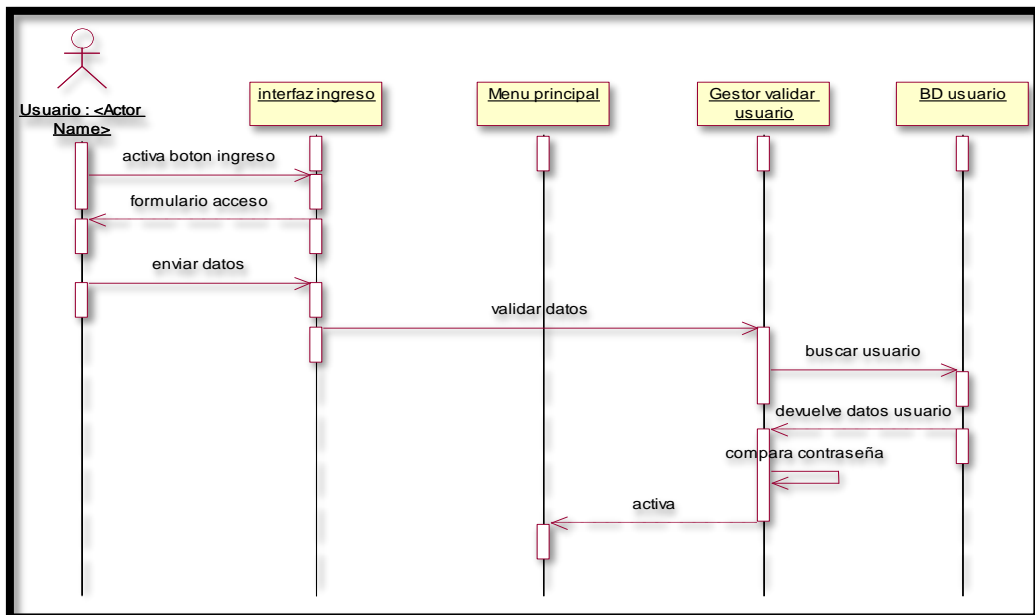 Usuario : <Actor
Name>
interfaz ingreso
Menu principal
Gestor validar
usuario
BD usuario
activa boton ingreso
formulario acceso
enviar datos
validar datos
buscar usuario
devuelve datos usuario
compara contraseña
activa